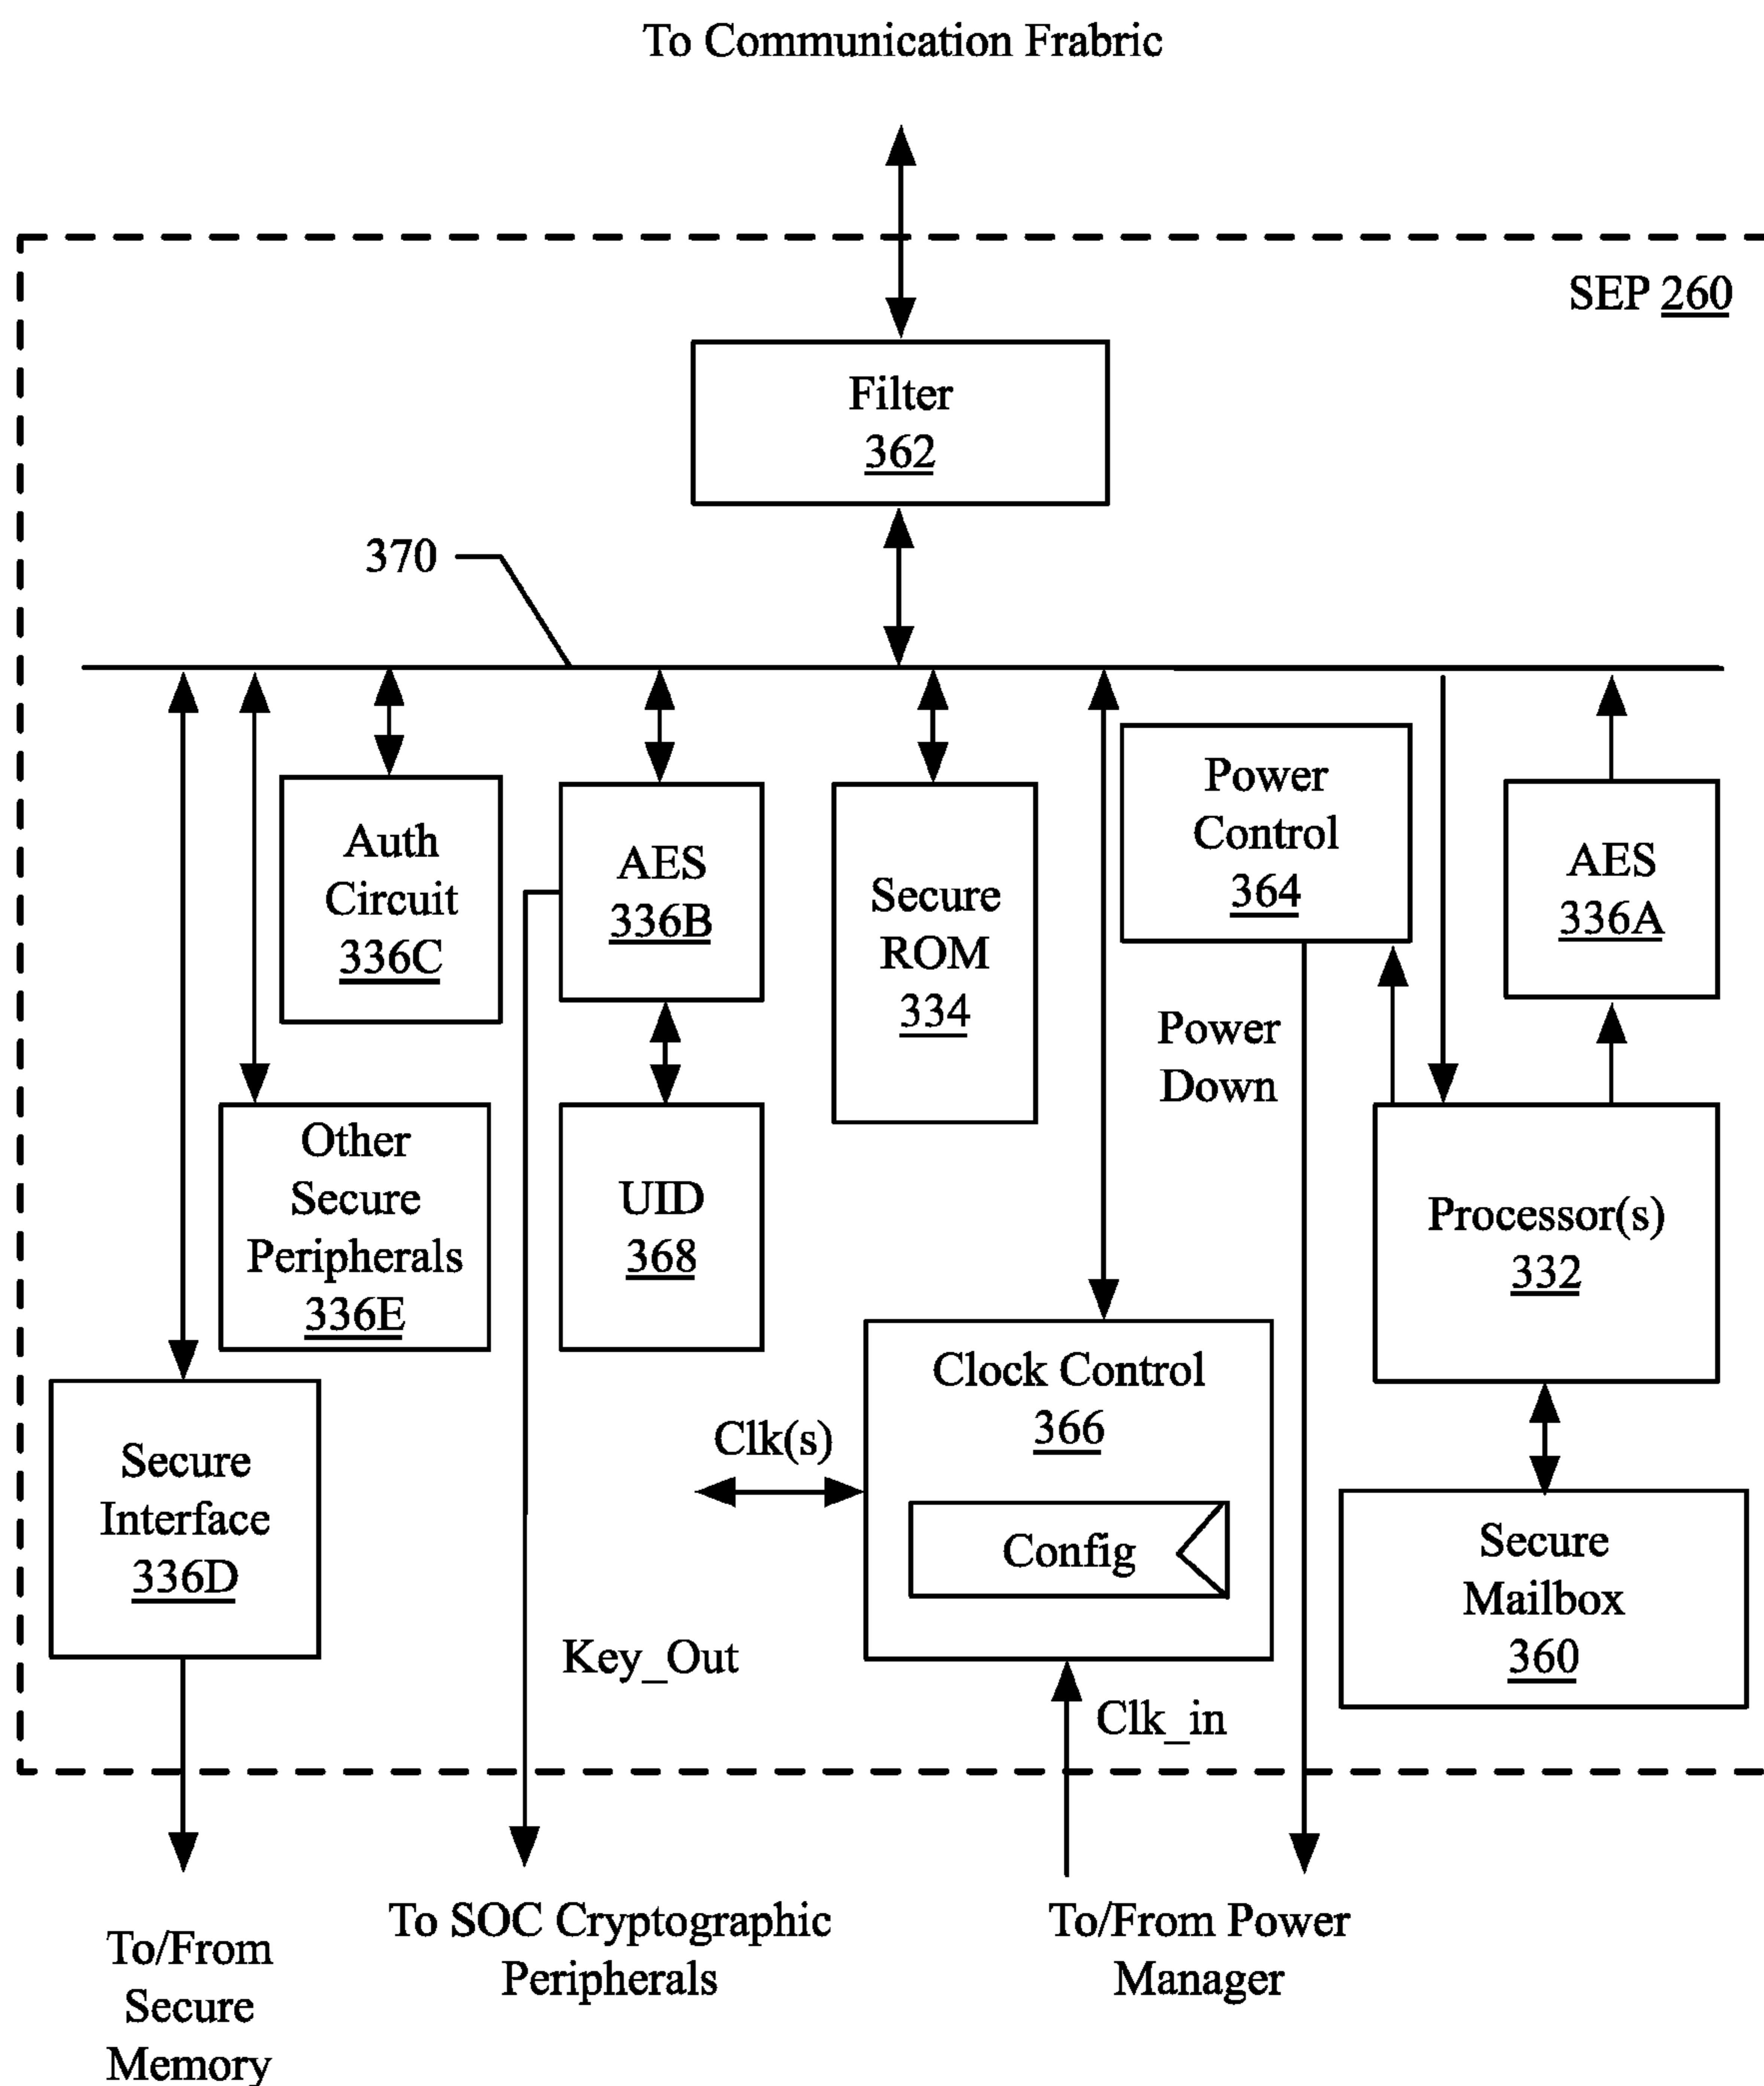 To Communication Frabric
SEP 260
Filter
362
370
Auth
Circuit
336C
AES
336B
Secure
ROM
334
Power
Control
364
AES
336A
Power
Down
Other
Secure
Peripherals
336E
UID
368
Processor(s)
332
Secure
Interface
336D
Clk(s)
Clock Control
366
Config
Secure
Mailbox
360
Key_Out
Clk_in
To/From
Secure
Memory
To SOC Cryptographic
Peripherals
To/From Power
Manager